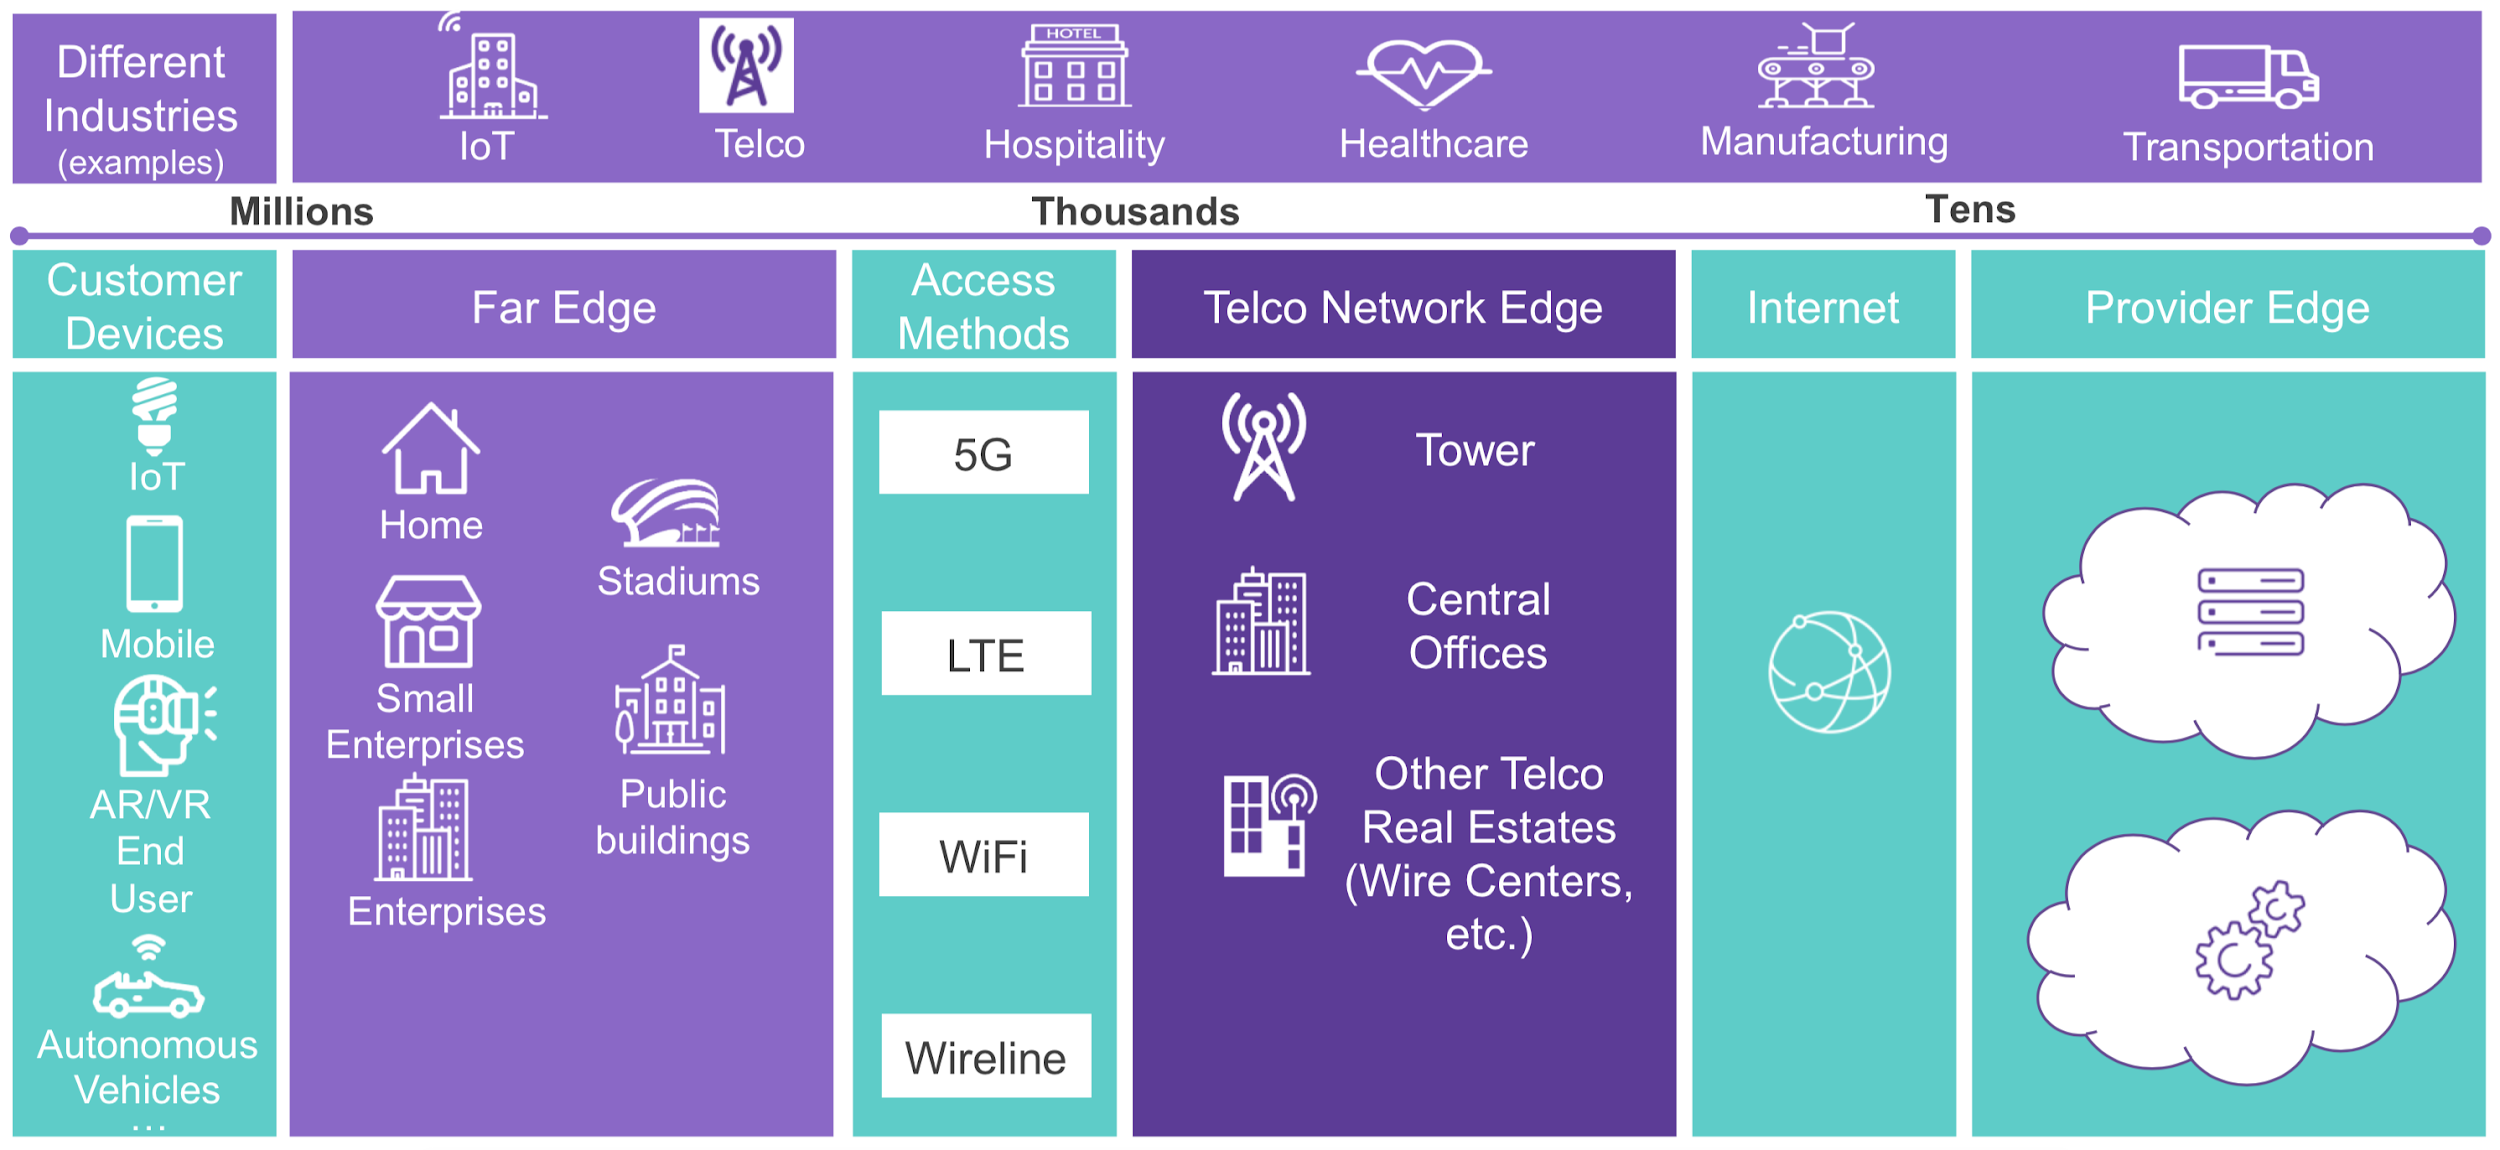 Different
Industries
(examples)
IoT
Telco
HOTEL
Hospitality
Healthcare
Manufacturing
Transportation
Millions
Thousands
Tens
Customer
Devices
Far Edge
Access
Methods
Telco Network Edge
Internet
Provider Edge
IoT
Mobile
AR/VR
End
User
Autonomous
Vehicles
...
Home
Stadiums
Small
Enterprises
Public
buildings
Enterprises
5G
LTE
WiFi
Wireline
Tower
Central
Offices
Other Telco
Real Estates
(Wire Centers,
etc.)